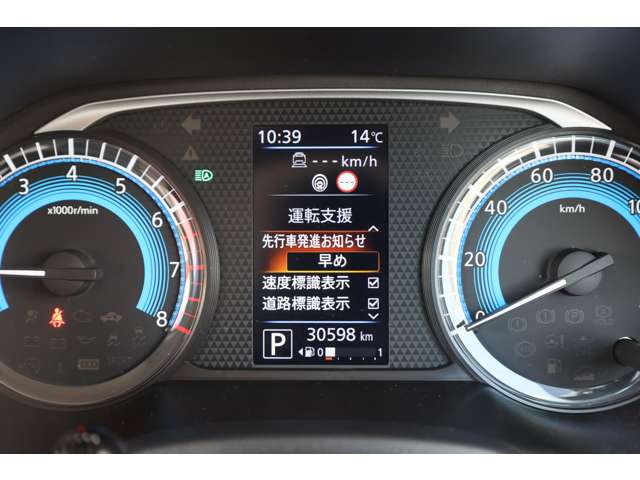 10:39 14℃
--- km/h
運転支援
先行車発進お知らせ
早め
速度標識表示
道路標識表示
P 30598 km
0 1
3 4 5 6 7 8
x1000r/min
0 20 40 60 80 10
km/h